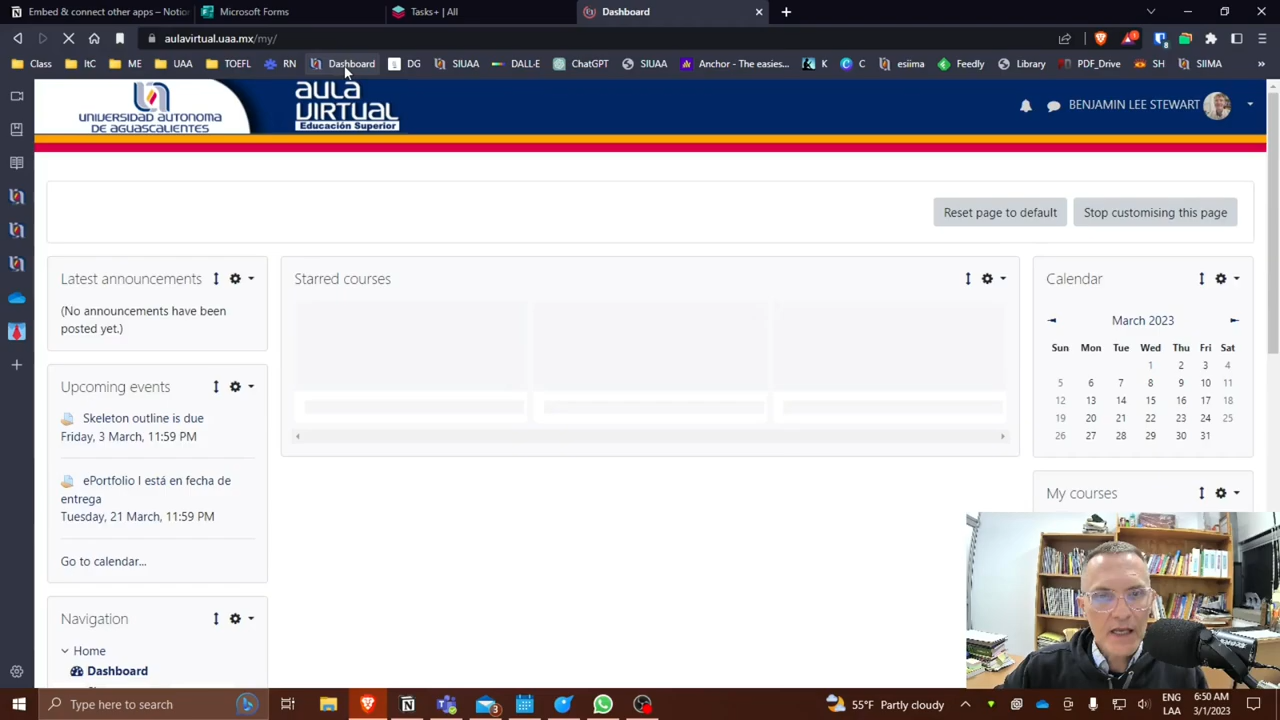 Embed & connect other apps – Notion
Microsoft Forms
Tasks+ | All
Dashboard
aulavirtual.uaa.mx/my/
Class
ItC
ME
UAA
TOEFL
RN
Dashboard
DG
SIUAA
DALL·E
ChatGPT
SIUAA
Anchor - The easies...
K
C
esiima
Feedly
Library
PDF_Drive
SH
SIIMA
UNIVERSIDAD AUTONOMA
DE AGUASCALIENTES
AULA
VIRTUAL
Educación Superior
BENJAMIN LEE STEWART
Reset page to default
Stop customising this page
Latest announcements
(No announcements have been
posted yet.)
Upcoming events
Skeleton outline is due
Friday, 3 March, 11:59 PM
ePortfolio I está en fecha de
entrega
Tuesday, 21 March, 11:59 PM
Go to calendar...
Navigation
Home
Dashboard
Starred courses
Calendar
March 2023
Sun Mon Tue Wed Thu Fri Sat
1 2 3 4
5 6 7 8 9 10 11
12 13 14 15 16 17 18
19 20 21 22 23 24 25
26 27 28 29 30 31
My courses
Type here to search
3
55°F Partly cloudy
ENG
LAA
6:50 AM
3/1/2023